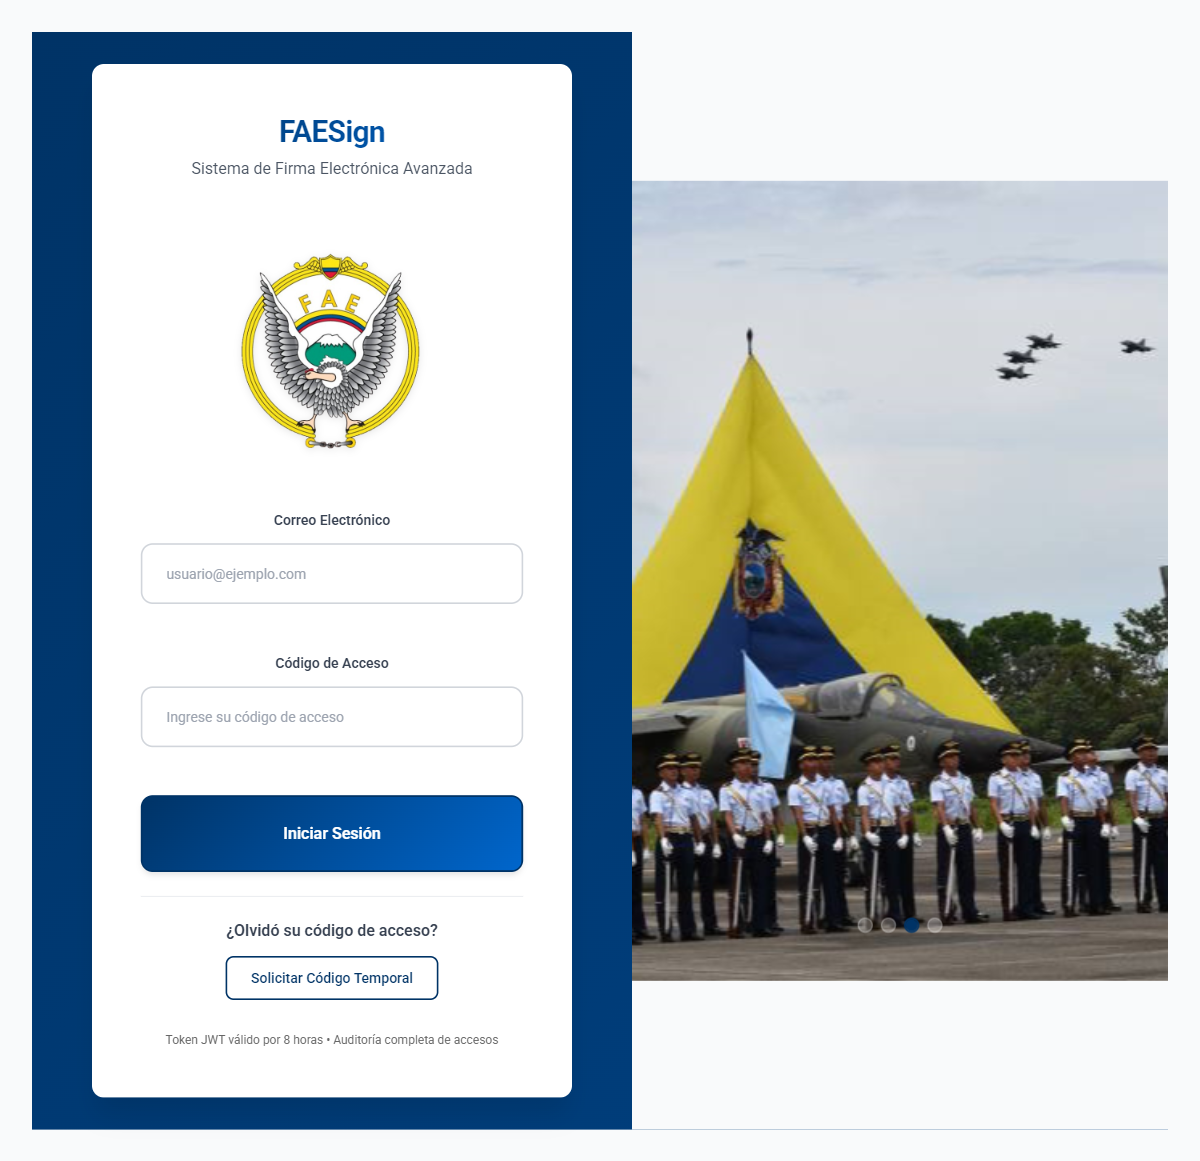 FAESign
Sistema de Firma Electrónica Avanzada
FAE
Correo Electrónico
usuario@ejemplo.com
Código de Acceso
Ingrese su código de acceso
Iniciar Sesión
¿Olvidó su código de acceso?
Solicitar Código Temporal
Token JWT válido por 8 horas • Auditoría completa de accesos